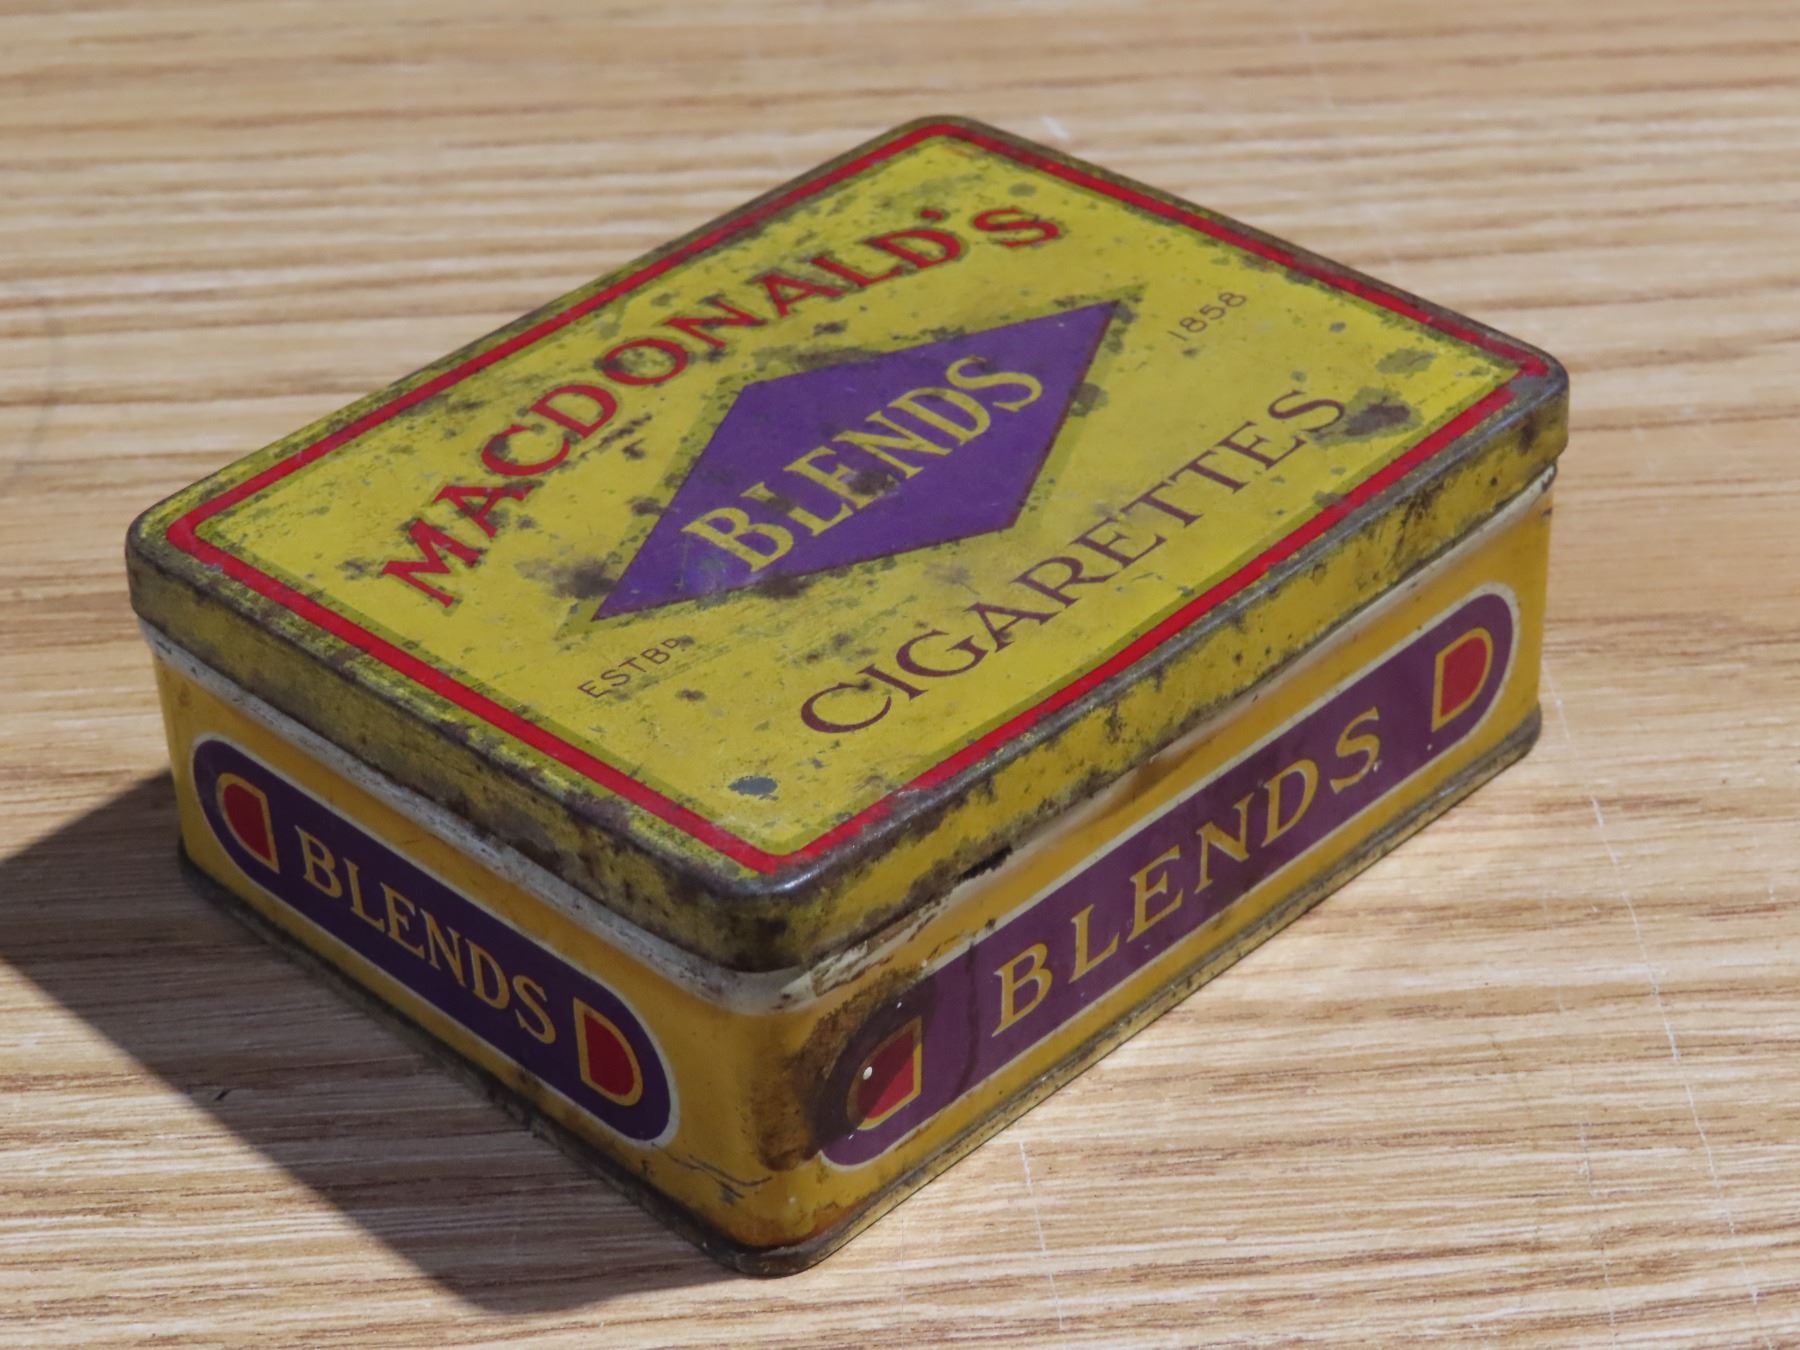 MACDONALD'S
BLENDS
ESTBD 1858
CIGARETTES
BLENDS
BLENDS